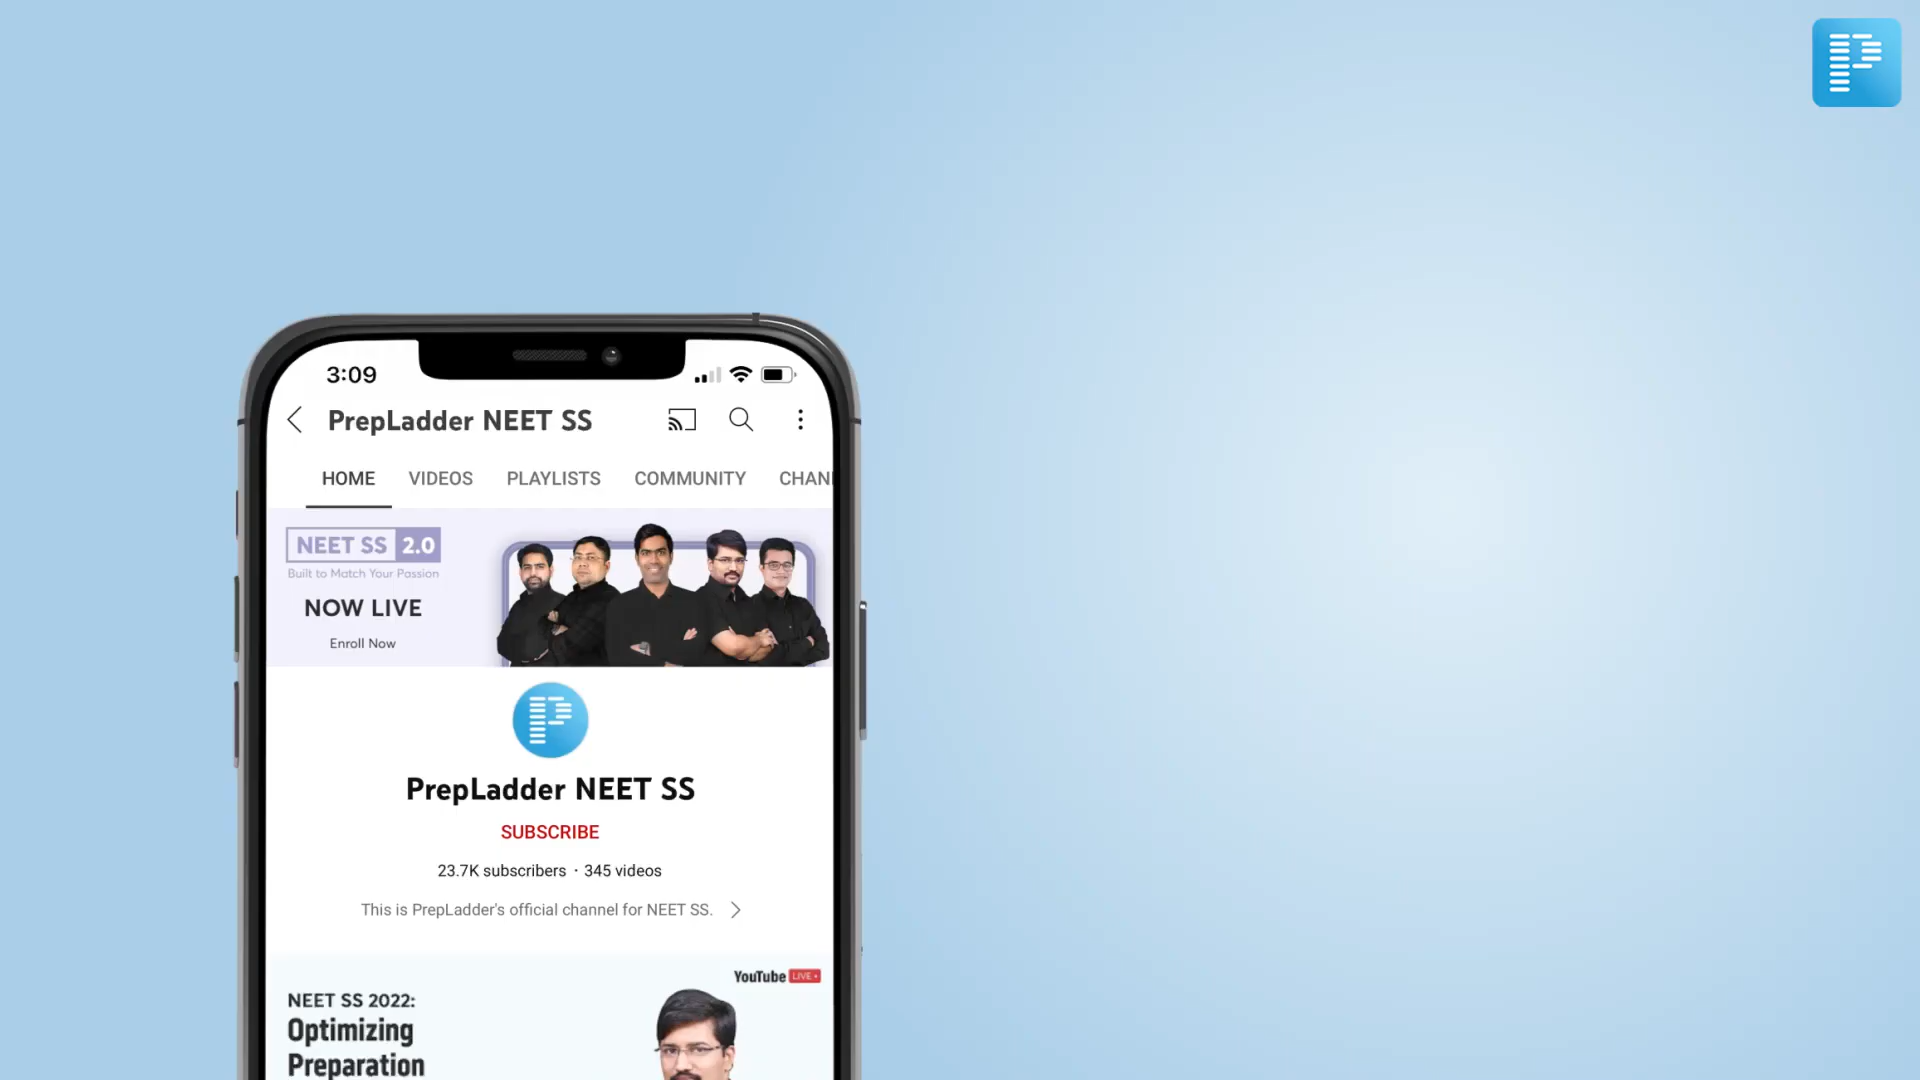 3:09
PrepLadder NEET SS
HOME VIDEOS PLAYLISTS COMMUNITY CHAN
NEET SS 2.0
Built to Match Your Passion
NOW LIVE
Enroll Now
PrepLadder NEET SS
SUBSCRIBE
23.7K subscribers · 345 videos
This is PrepLadder's official channel for NEET SS.
YouTube LIVE
NEET SS 2022:
Optimizing
Preparation